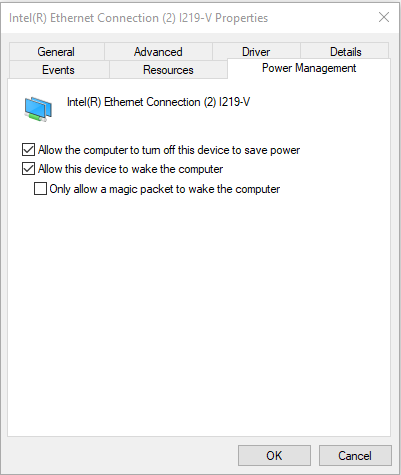 Intel(R) Ethernet Connection (2) I219-V Properties
General Advanced Driver Details
Events Resources Power Management
Intel(R) Ethernet Connection (2) I219-V
Allow the computer to turn off this device to save power
Allow this device to wake the computer
Only allow a magic packet to wake the computer
OK Cancel